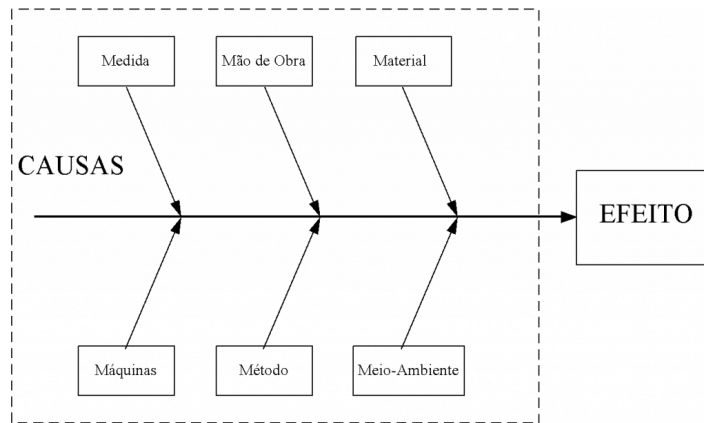 Medida
Mão de Obra
Material
CAUSAS
EFEITO
Máquinas
Método
Meio-Ambiente